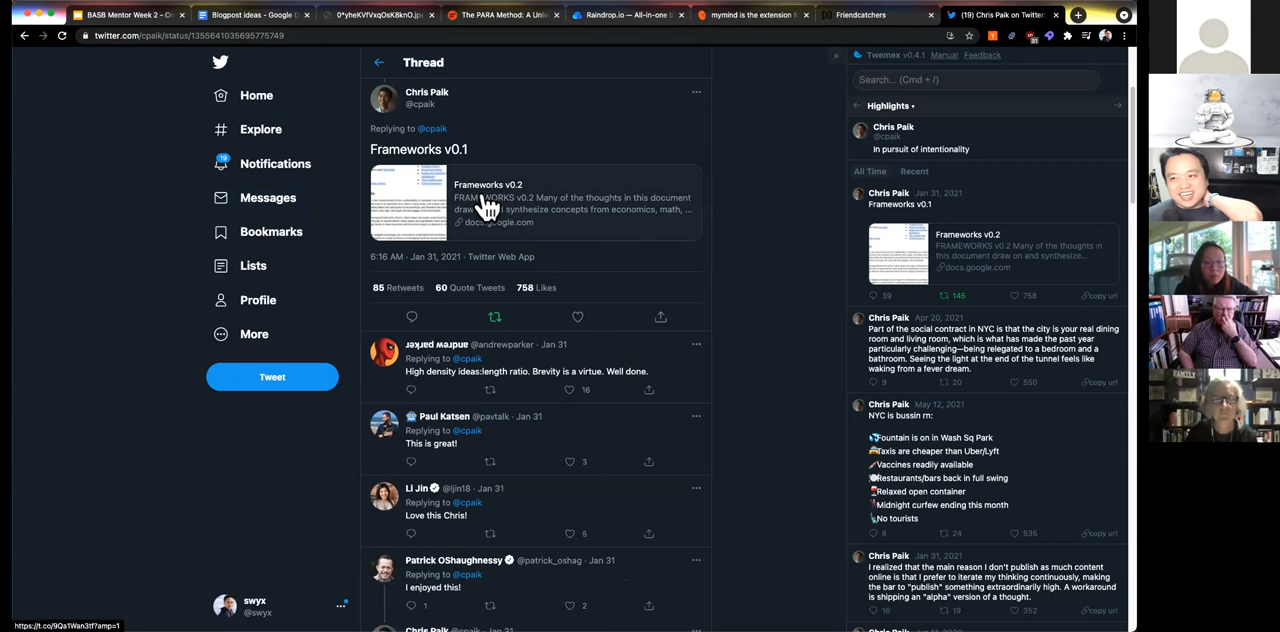 BASB Mentor Week 2 - Gr
Blogpost ideas - Google D
0*yheKVfVxqOsK8knO.jpe
The PARA Method: A Univ
Raindrop.io — All-in-one b
mymind is the extension f
Friendcatchers
(19) Chris Paik on Twitter:
twitter.com/cpaik/status/1355641035695775749
Thread
Home
Explore
19
Notifications
Messages
Bookmarks
Lists
Profile
More
Tweet
swyx
@swyx
https://t.co/9Qa1Wan3tf?amp=1
Chris Paik
@cpaik
Replying to @cpaik
Frameworks v0.1
Frameworks v0.2
FRAMEWORKS v0.2 Many of the thoughts in this document
draw synthesize concepts from economics, math, ...
6:16 AM · Jan 31, 2021 · Twitter Web App
85 Retweets 60 Quote Tweets 758 Likes
@andrewparker · Jan 31
Replying to @cpaik
High density ideas:length ratio. Brevity is a virtue. Well done.
16
Paul Katsen @pavtalk · Jan 31
Replying to @cpaik
This is great!
3
Li Jin @ljin18 · Jan 31
Replying to @cpaik
Love this Chris!
5
Patrick OShaughnessy @patrick_oshag · Jan 31
Replying to @cpaik
I enjoyed this!
1 2
Chris Paik
Twemex v0.4.1 Manual Feedback
Search... (Cmd + /)
Highlights
Chris Paik
@cpaik
In pursuit of intentionality
All Time Recent
Chris Paik Jan 31, 2021
Frameworks v0.1
Frameworks v0.2
FRAMEWORKS v0.2 Many of the thoughts in
this document draw on and synthesize...
docs.google.com
39 145 758 copy url
Chris Paik Apr 20, 2021
Part of the social contract in NYC is that the city is your real dining
room and living room, which is what has made the past year
particularly challenging—being relegated to a bedroom and a
bathroom. Seeing the light at the end of the tunnel feels like
waking from a fever dream.
9 20 550 copy url
Chris Paik May 12, 2021
NYC is bussin rn:
Fountain is on in Wash Sq Park
Taxis are cheaper than Uber/Lyft
Vaccines readily available
Restaurants/bars back in full swing
Relaxed open container
Midnight curfew ending this month
No tourists
8 24 535 copy url
Chris Paik Jan 31, 2021
I realized that the main reason I don't publish as much content
online is that I prefer to iterate my thinking continuously, making
the bar to "publish" something extraordinarily high. A workaround
is shipping an "alpha" version of a thought.
16 19 352 copy url